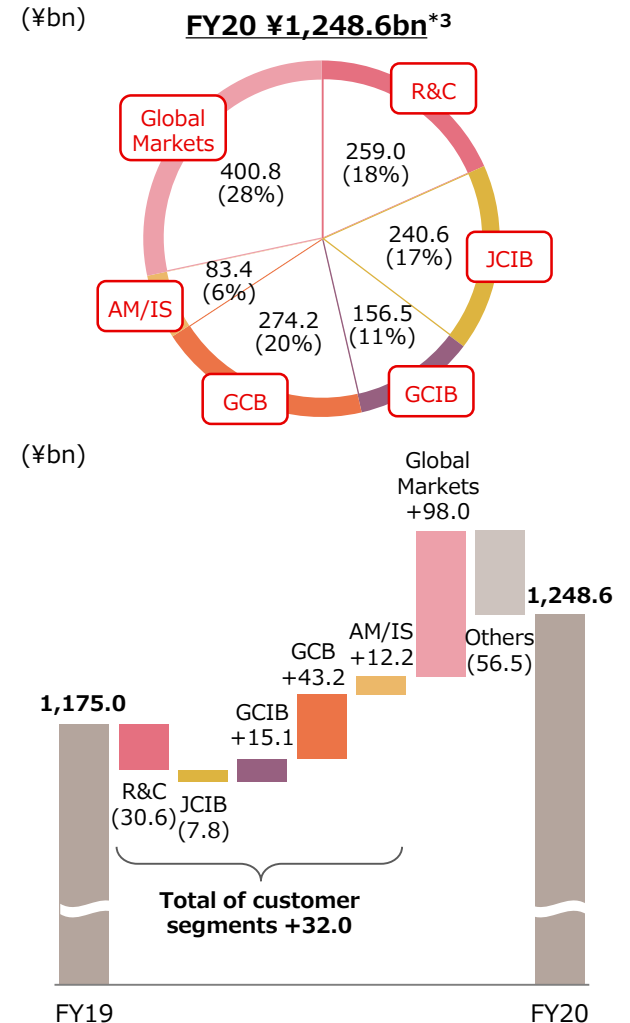 (¥bn)
FY20 ¥1,248.6bn*3
R&C
Global
Markets
259.0
(18%)
400.8
(28%)
240.6
(17%)
JCIB
83.4
(6%)
AM/IS
156.5
(11%)
274.2
(20%)
GCIB
GCB
(¥bn)
Global
Markets
+98.0
1,248.6
AM/IS
+12.2
Others
(56.5)
GCB
+43.2
1,175.0
GCIB
+15.1
R&C
(30.6)
JCIB
(7.8)
Total of customer
segments +32.0
FY19
FY20